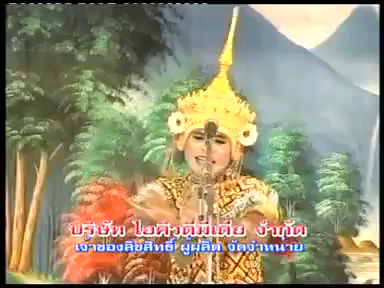 บริษัท ไอดีวดีมีเดีย จำกัด
เจ้าของลิขสิทธิ์ ผู้ผลิต จัดจำหน่าย